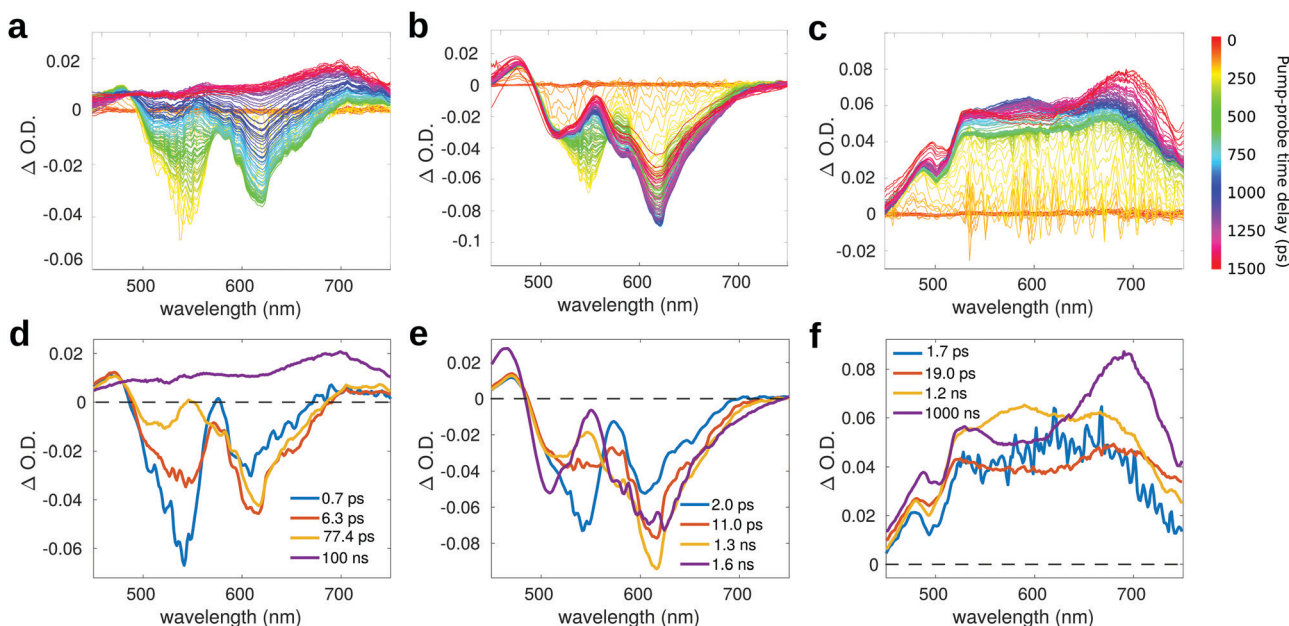 a
0.02
0
-0.02
-0.04
0.06
Δ O.D.
500
600
700
wavelength (nm)
b
0.02
0
-0.02
-0.04
-0.06
-0.08
-0.1
Δ O.D.
500
600
700
wavelength (nm)
c
0.08
0.06
0.04
0.02
0
-0.02
Δ O.D.
500
600
700
wavelength (nm)
0
250
500
750
1000
1250
1500
Pump-probe time delay (ps)
d
0.02
0
-0.02
-0.04
-0.06
Δ O.D.
0.7 ps
6.3 ps
77.4 ps
100 ns
500
600
700
wavelength (nm)
e
0.02
0
-0.02
-0.04
-0.06
-0.08
Δ O.D.
2.0 ps
11.0 ps
1.3 ns
1.6 ns
500
600
700
wavelength (nm)
f
0.08
0.06
0.04
0.02
0
Δ O.D.
1.7 ps
19.0 ps
1.2 ns
1000 ns
500
600
700
wavelength (nm)